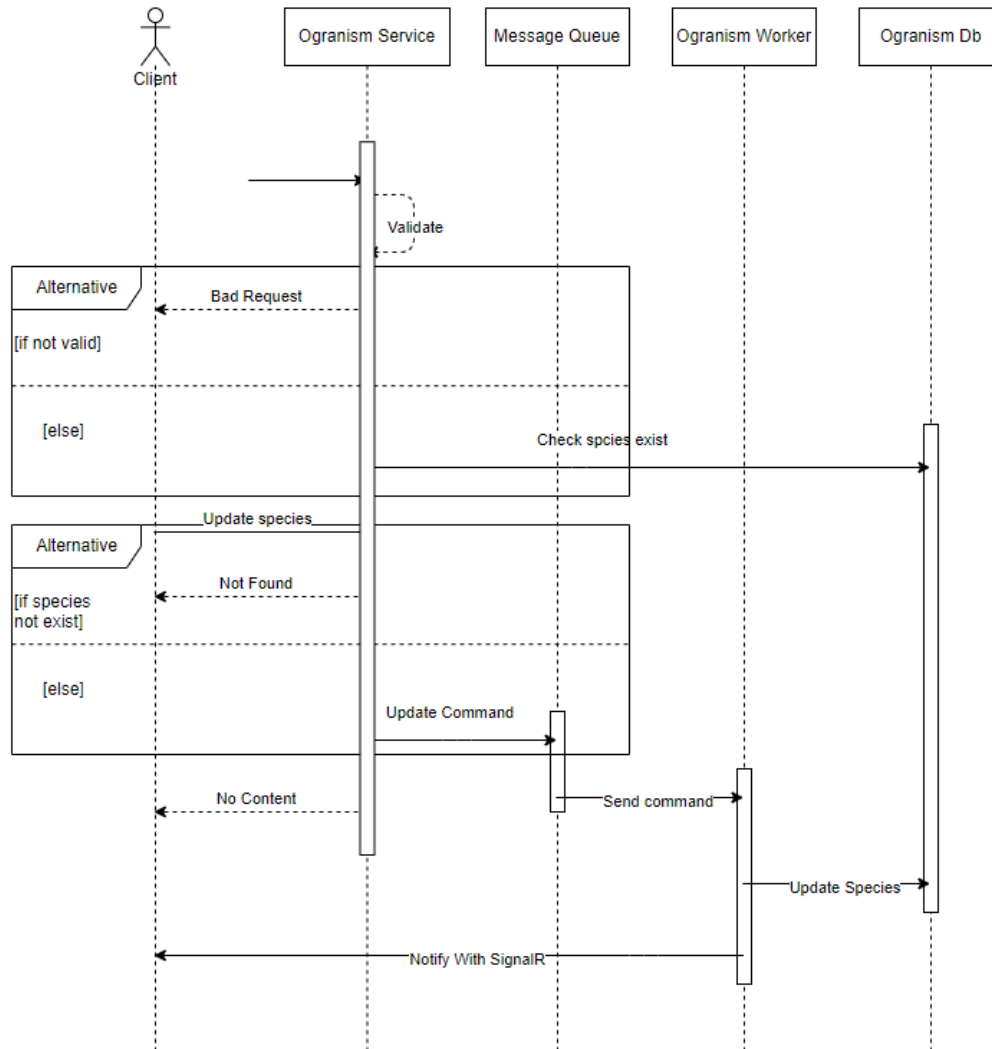 Client
Ogranism Service
Message Queue
Ogranism Worker
Ogranism Db
Validate
Alternative
Bad Request
[if not valid]
[else]
Check spcies exist
Update species
Alternative
Not Found
[if species
not exist]
[else]
Update Command
No Content
Send command
Update Species
Notify With SignalR